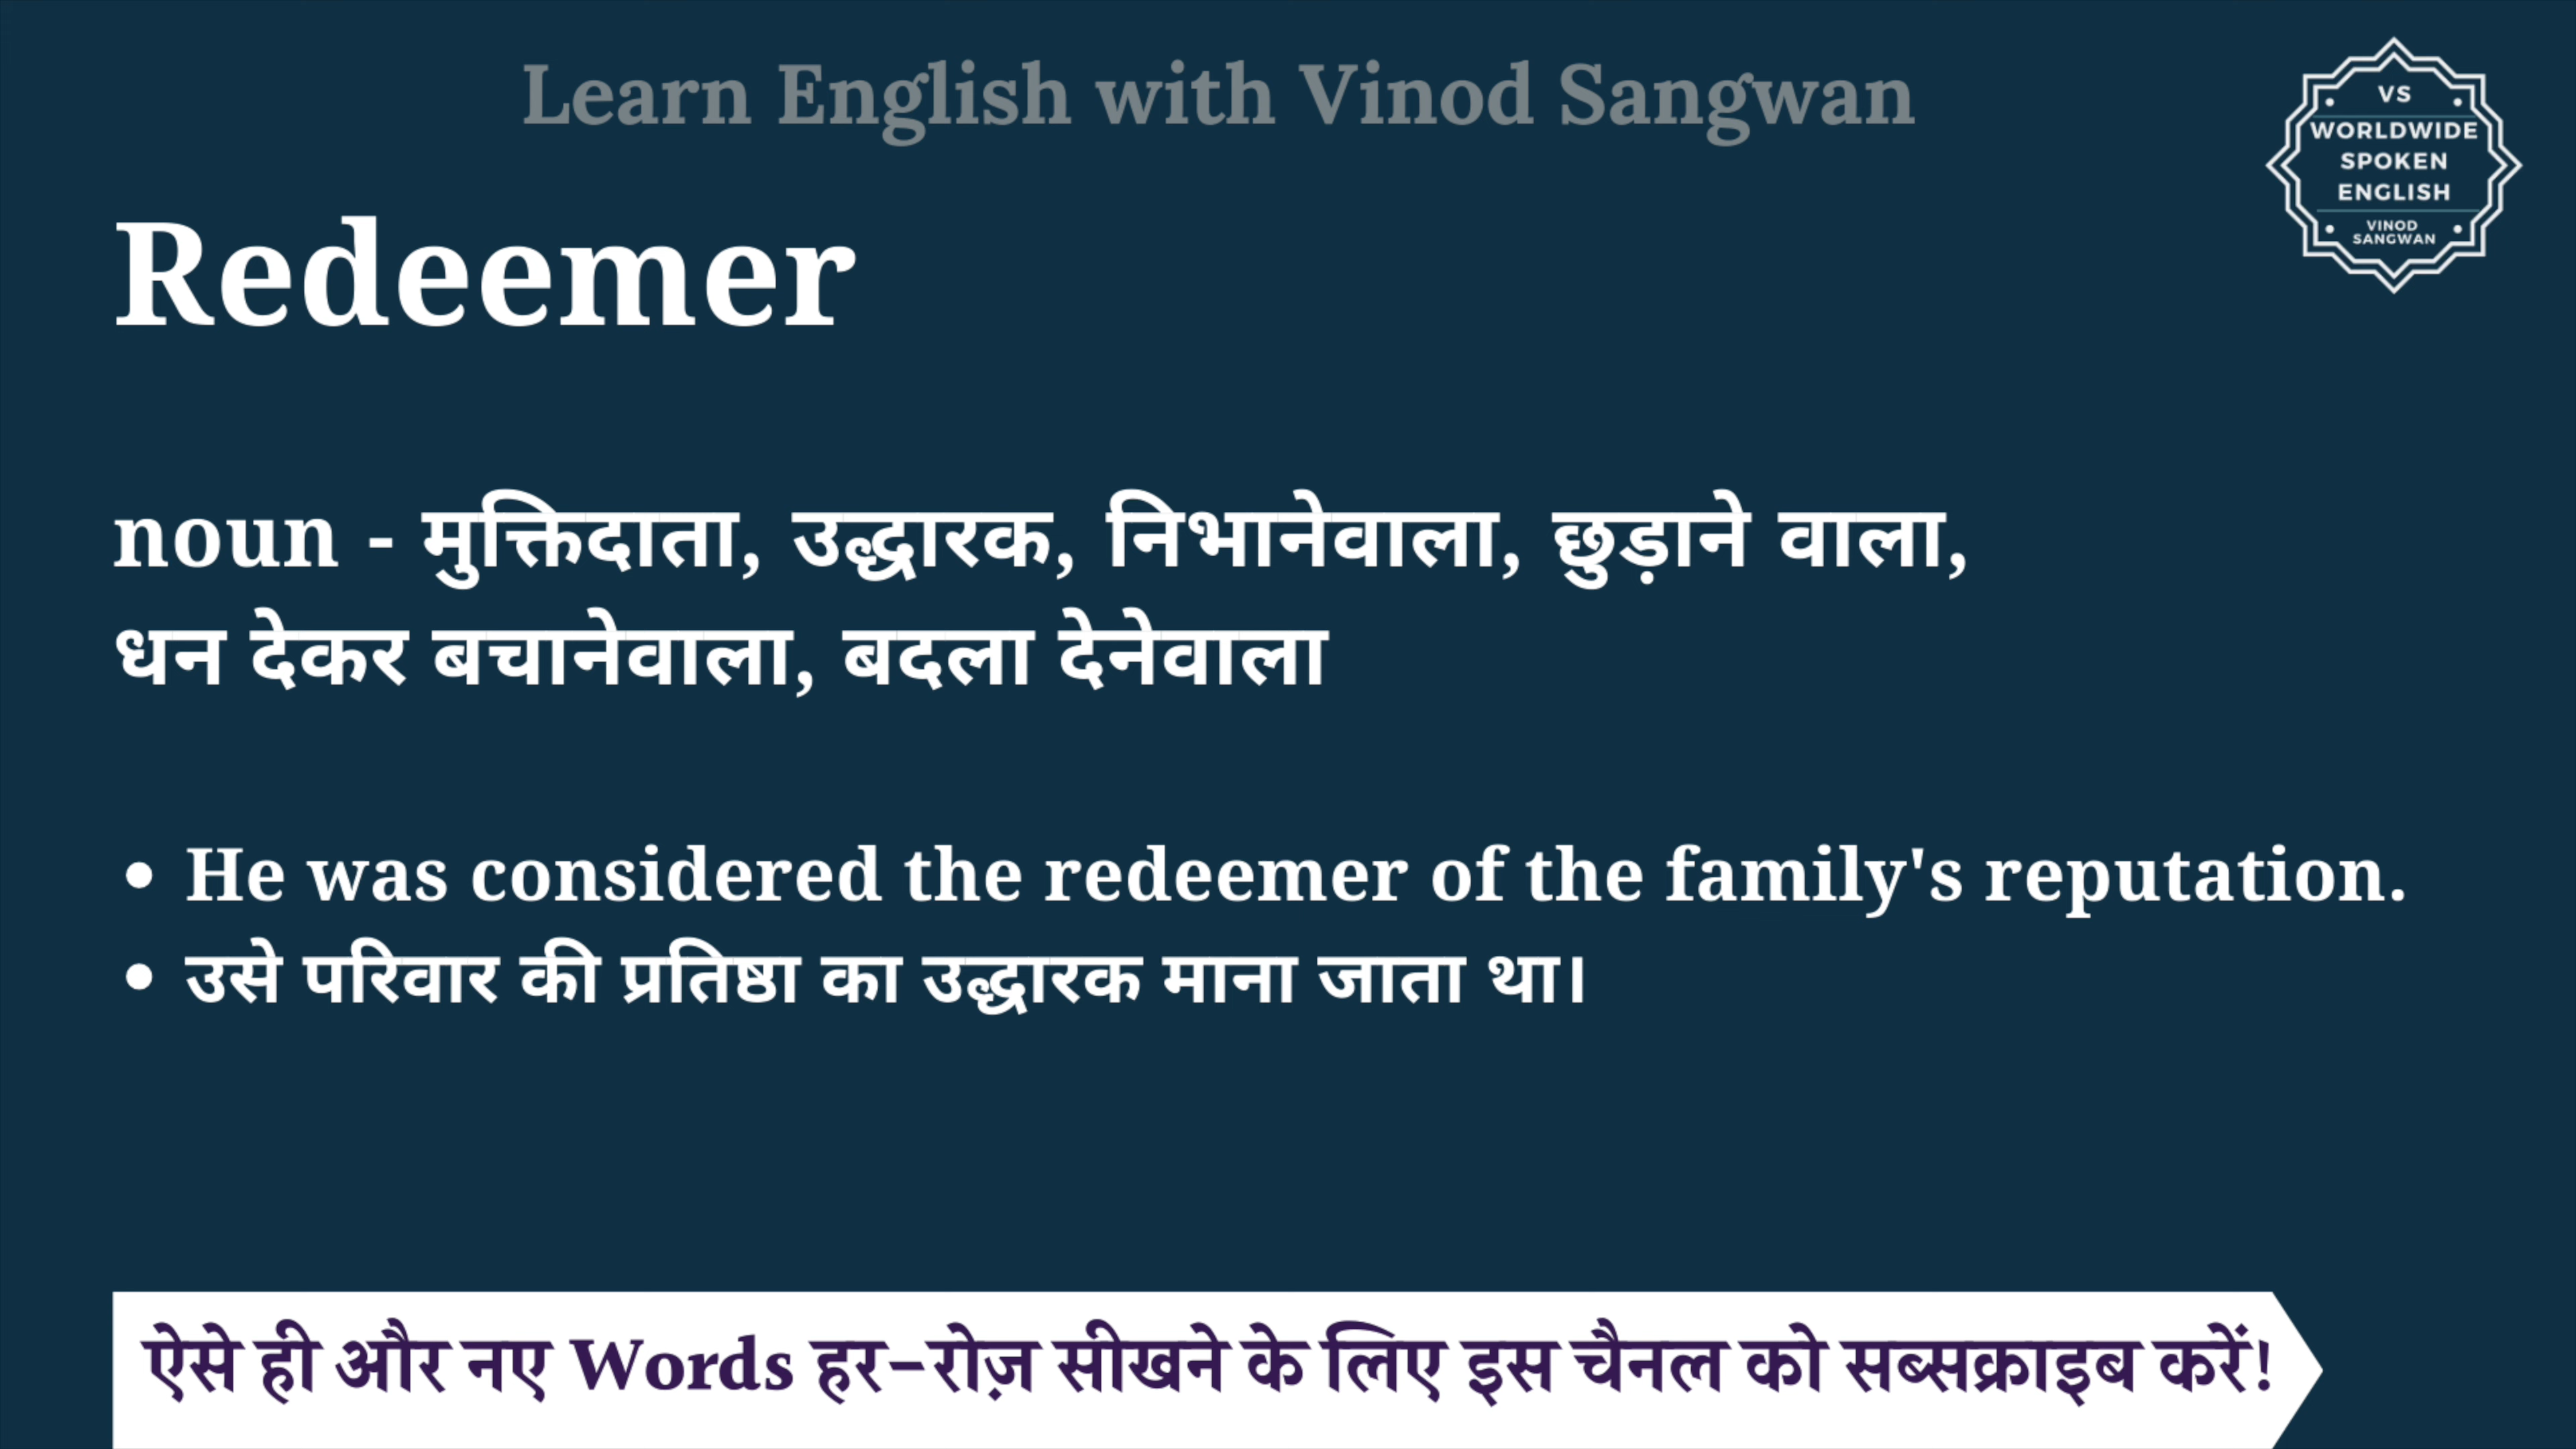 Learn English with Vinod Sangwan
VS
WORLDWIDE
SPOKEN
ENGLISH
VINOD
SANGWAN
Redeemer
noun - मुक्तिदाता, उद्धारक, निभानेवाला, छुड़ाने वाला,
धन देकर बचानेवाला, बदला देनेवाला
• He was considered the redeemer of the family's reputation.
• उसे परिवार की प्रतिष्ठा का उद्धारक माना जाता था।
ऐसे ही और नए Words हर-रोज़ सीखने के लिए इस चैनल को सब्सक्राइब करें!